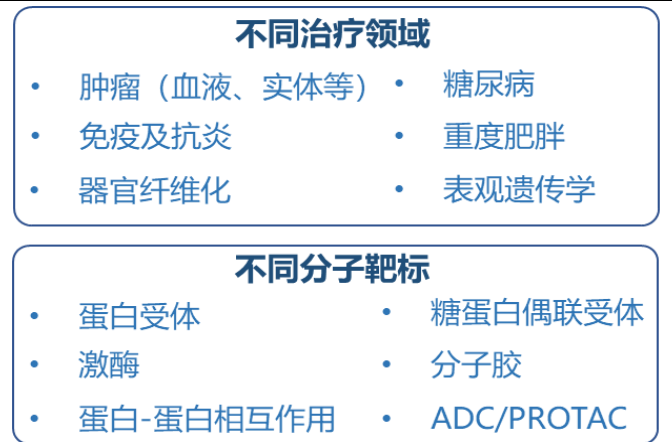 不同治疗领域
• 肿瘤（血液、实体等） • 糖尿病
• 免疫及抗炎 • 重度肥胖
• 器官纤维化 • 表观遗传学
不同分子靶标
• 蛋白受体 • 糖蛋白偶联受体
• 激酶 • 分子胶
• 蛋白-蛋白相互作用 • ADC/PROTAC